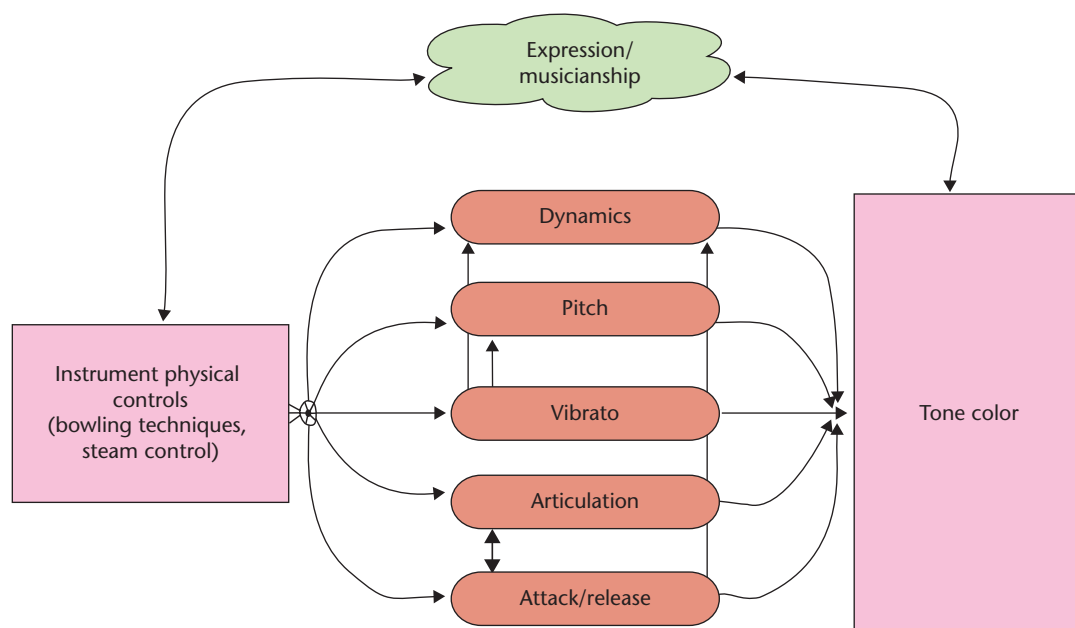 Expression/
musicianship
Dynamics
Pitch
Instrument physical
controls
(bowling techniques,
steam control)
Vibrato
Tone color
Articulation
Attack/release